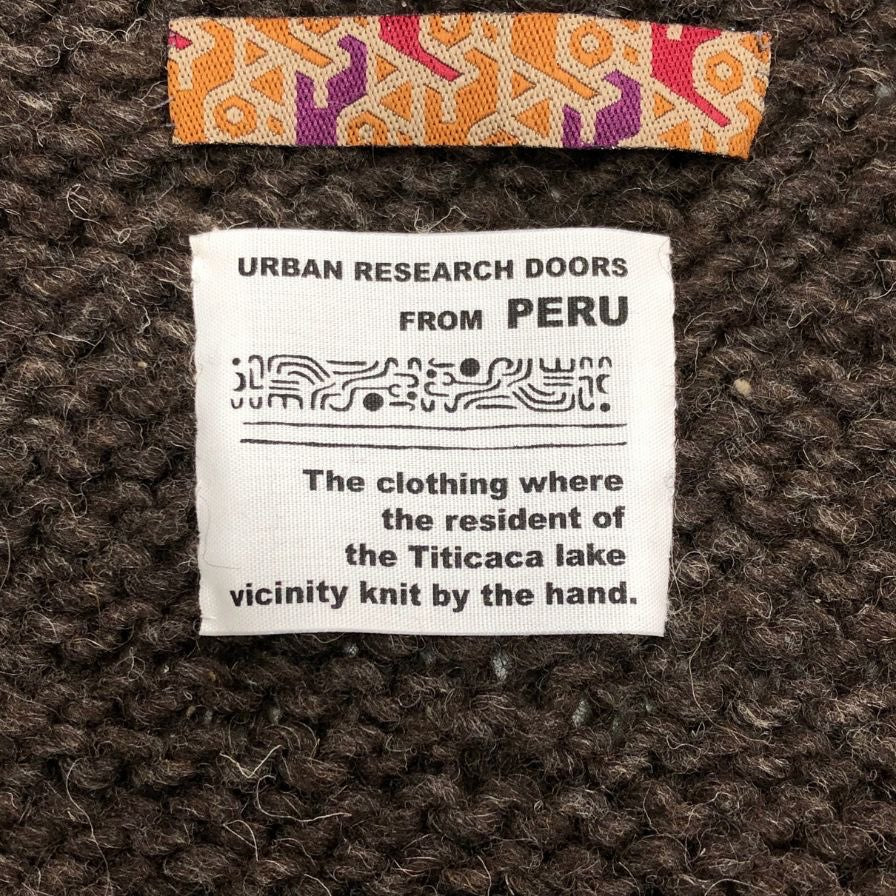 URBAN RESEARCH DOORS
FROM PERU
The clothing where
the resident of
the Titicaca lake
vicinity knit by the hand.